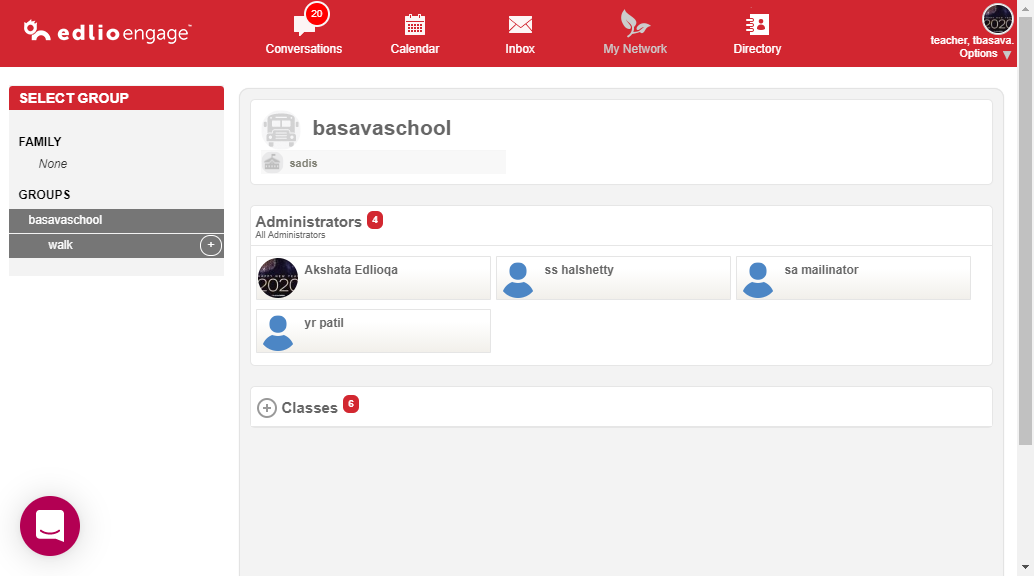 edlio engage™
20
Conversations
Calendar
Inbox
My Network
Directory
teacher, tbasava.
Options ▼
SELECT GROUP
FAMILY
None
GROUPS
basavaschool
walk
basavaschool
sadis
Administrators 4
All Administrators
2020
Akshata Edlioqa
ss halshetty
sa mailinator
yr patil
Classes 6